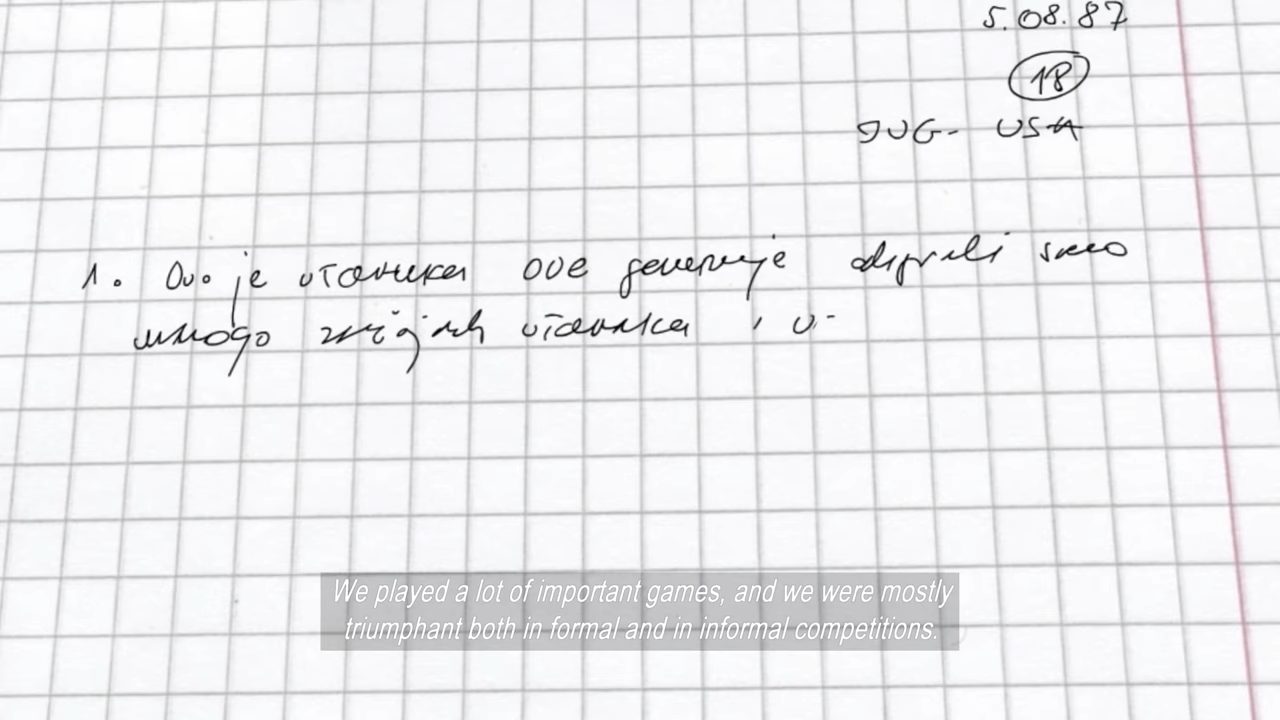 5.08.87
18
JUG- USA
1. Ovo je utakmica ove generacije odigrali smo
mnogo značajnih utakmica i u
We played a lot of important games, and we were mostly
triumphant both in formal and in informal competitions.